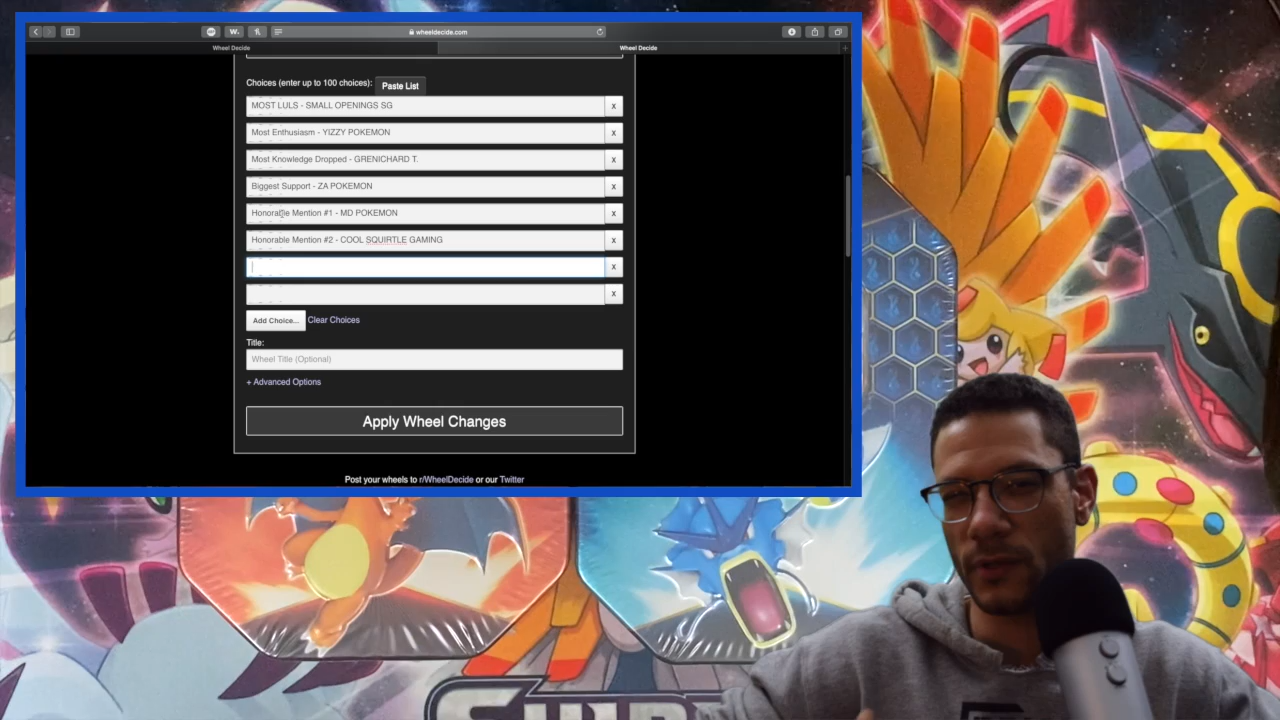 W.
wheeldecide.com
Wheel Decide
Wheel Decide
Choices (enter up to 100 choices):
Paste List
MOST LULS - SMALL OPENINGS SG
x
Most Enthusiasm - YIZZY POKEMON
x
Most Knowledge Dropped - GRENICHARD T.
x
Biggest Support - ZA POKEMON
x
Honorable Mention #1 - MD POKEMON
x
Honorable Mention #2 - COOL SQUIRTLE GAMING
x
x
x
Add Choice...
Clear Choices
Title:
Wheel Title (Optional)
+ Advanced Options
Apply Wheel Changes
Post your wheels to r/WheelDecide or our Twitter